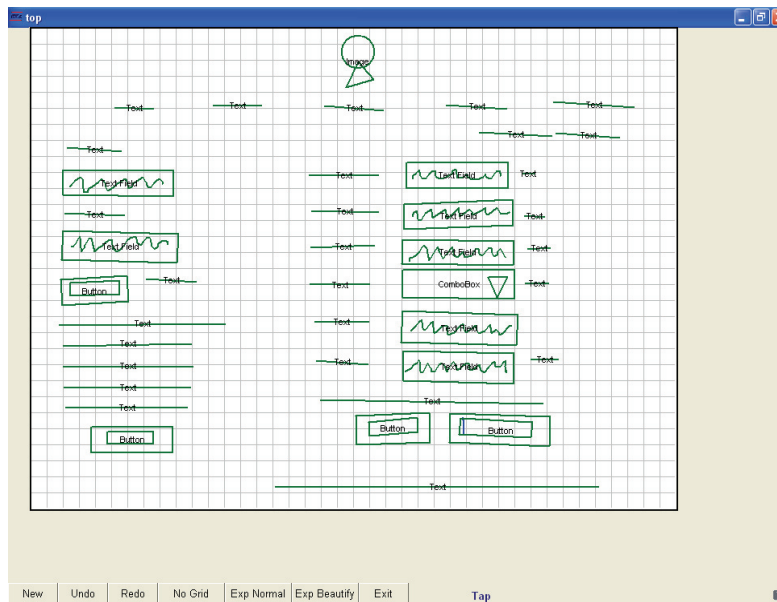 top
Image
Text Text Text Text Text
Text Text
Text
Text Field Text Text Field Text
Text Text Text Field Text
Text Field Text Text Field Text
Button Text Text ComboBox Text
Text Text Text Field
Text
Text Text Text Field Text
Text
Text Text
Button Button Button
Text
New Undo Redo No Grid Exp Normal Exp Beautify Exit Tap